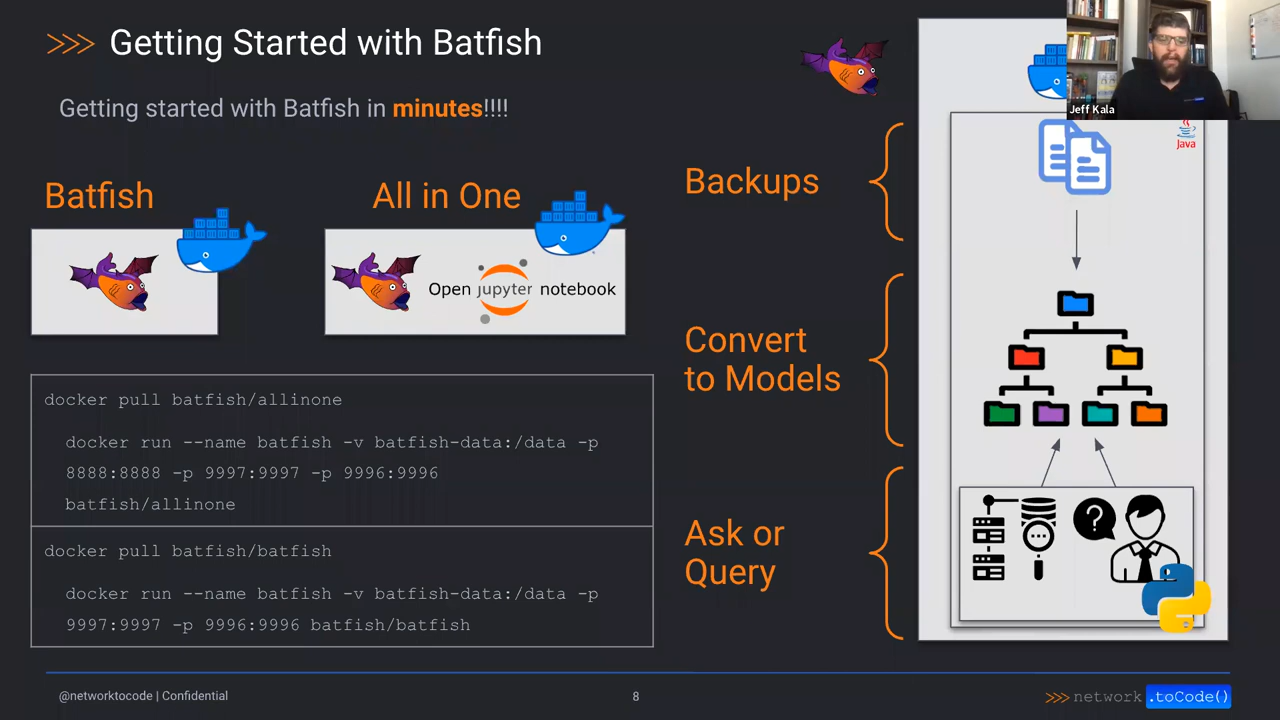 >>> Getting Started with Batfish
Getting started with Batfish in minutes!!!!
Batfish
All in One
Open jupyter notebook
docker pull batfish/allinone
docker run --name batfish -v batfish-data:/data -p
8888:8888 -p 9997:9997 -p 9996:9996
batfish/allinone
docker pull batfish/batfish
docker run --name batfish -v batfish-data:/data -p
9997:9997 -p 9996:9996 batfish/batfish
Backups
Convert
to Models
Ask or
Query
Jeff Kala
Java
?
@networktocode | Confidential
8
>>> network .toCode()